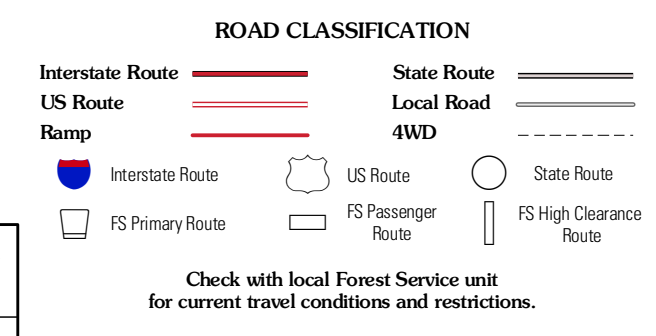 ROAD CLASSIFICATION
Interstate Route
State Route
US Route
Local Road
Ramp
4WD
Interstate Route
US Route
State Route
FS Primary Route
FS Passenger
Route
FS High Clearance
Route
Check with local Forest Service unit
for current travel conditions and restrictions.